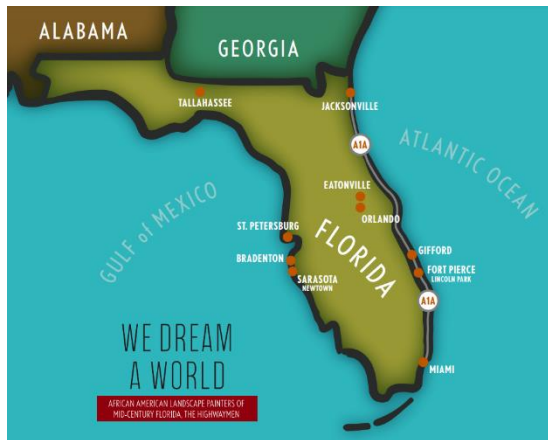 ALABAMA
GEORGIA
TALLAHASSEE
JACKSONVILLE
A1A
ATLANTIC OCEAN
GULF of MEXICO
EATONVILLE
ORLANDO
ST. PETERSBURG
FLORIDA
GIFFORD
BRADENTON
FORT PIERCE
LINCOLN PARK
SARASOTA
NEWTOWN
A1A
WE DREAM
A WORLD
MIAMI
AFRICAN AMERICAN LANDSCAPE PAINTERS OF
MID-CENTURY FLORIDA, THE HIGHWAYMEN